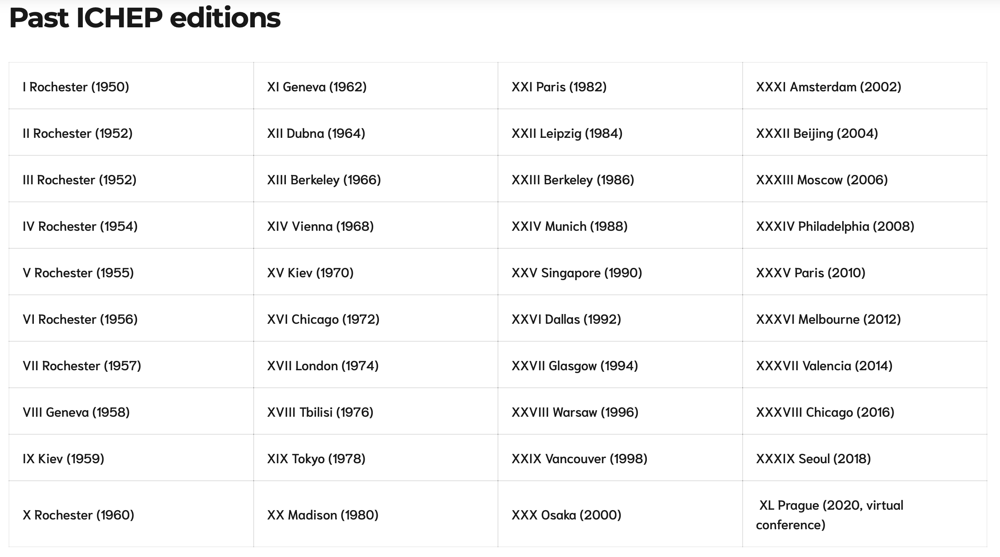 Past ICHEP editions
I Rochester (1950)
XI Geneva (1962)
XXI Paris (1982)
XXXI Amsterdam (2002)
II Rochester (1952)
XII Dubna (1964)
XXII Leipzig (1984)
XXXII Beijing (2004)
III Rochester (1952)
XIII Berkeley (1966)
XXIII Berkeley (1986)
XXXIII Moscow (2006)
IV Rochester (1954)
XIV Vienna (1968)
XXIV Munich (1988)
XXXIV Philadelphia (2008)
V Rochester (1955)
XV Kiev (1970)
XXV Singapore (1990)
XXXV Paris (2010)
VI Rochester (1956)
XVI Chicago (1972)
XXVI Dallas (1992)
XXXVI Melbourne (2012)
VII Rochester (1957)
XVII London (1974)
XXVII Glasgow (1994)
XXXVII Valencia (2014)
VIII Geneva (1958)
XVIII Tbilisi (1976)
XXVIII Warsaw (1996)
XXXVIII Chicago (2016)
IX Kiev (1959)
XIX Tokyo (1978)
XXIX Vancouver (1998)
XXXIX Seoul (2018)
X Rochester (1960)
XX Madison (1980)
XXX Osaka (2000)
XL Prague (2020, virtual
conference)